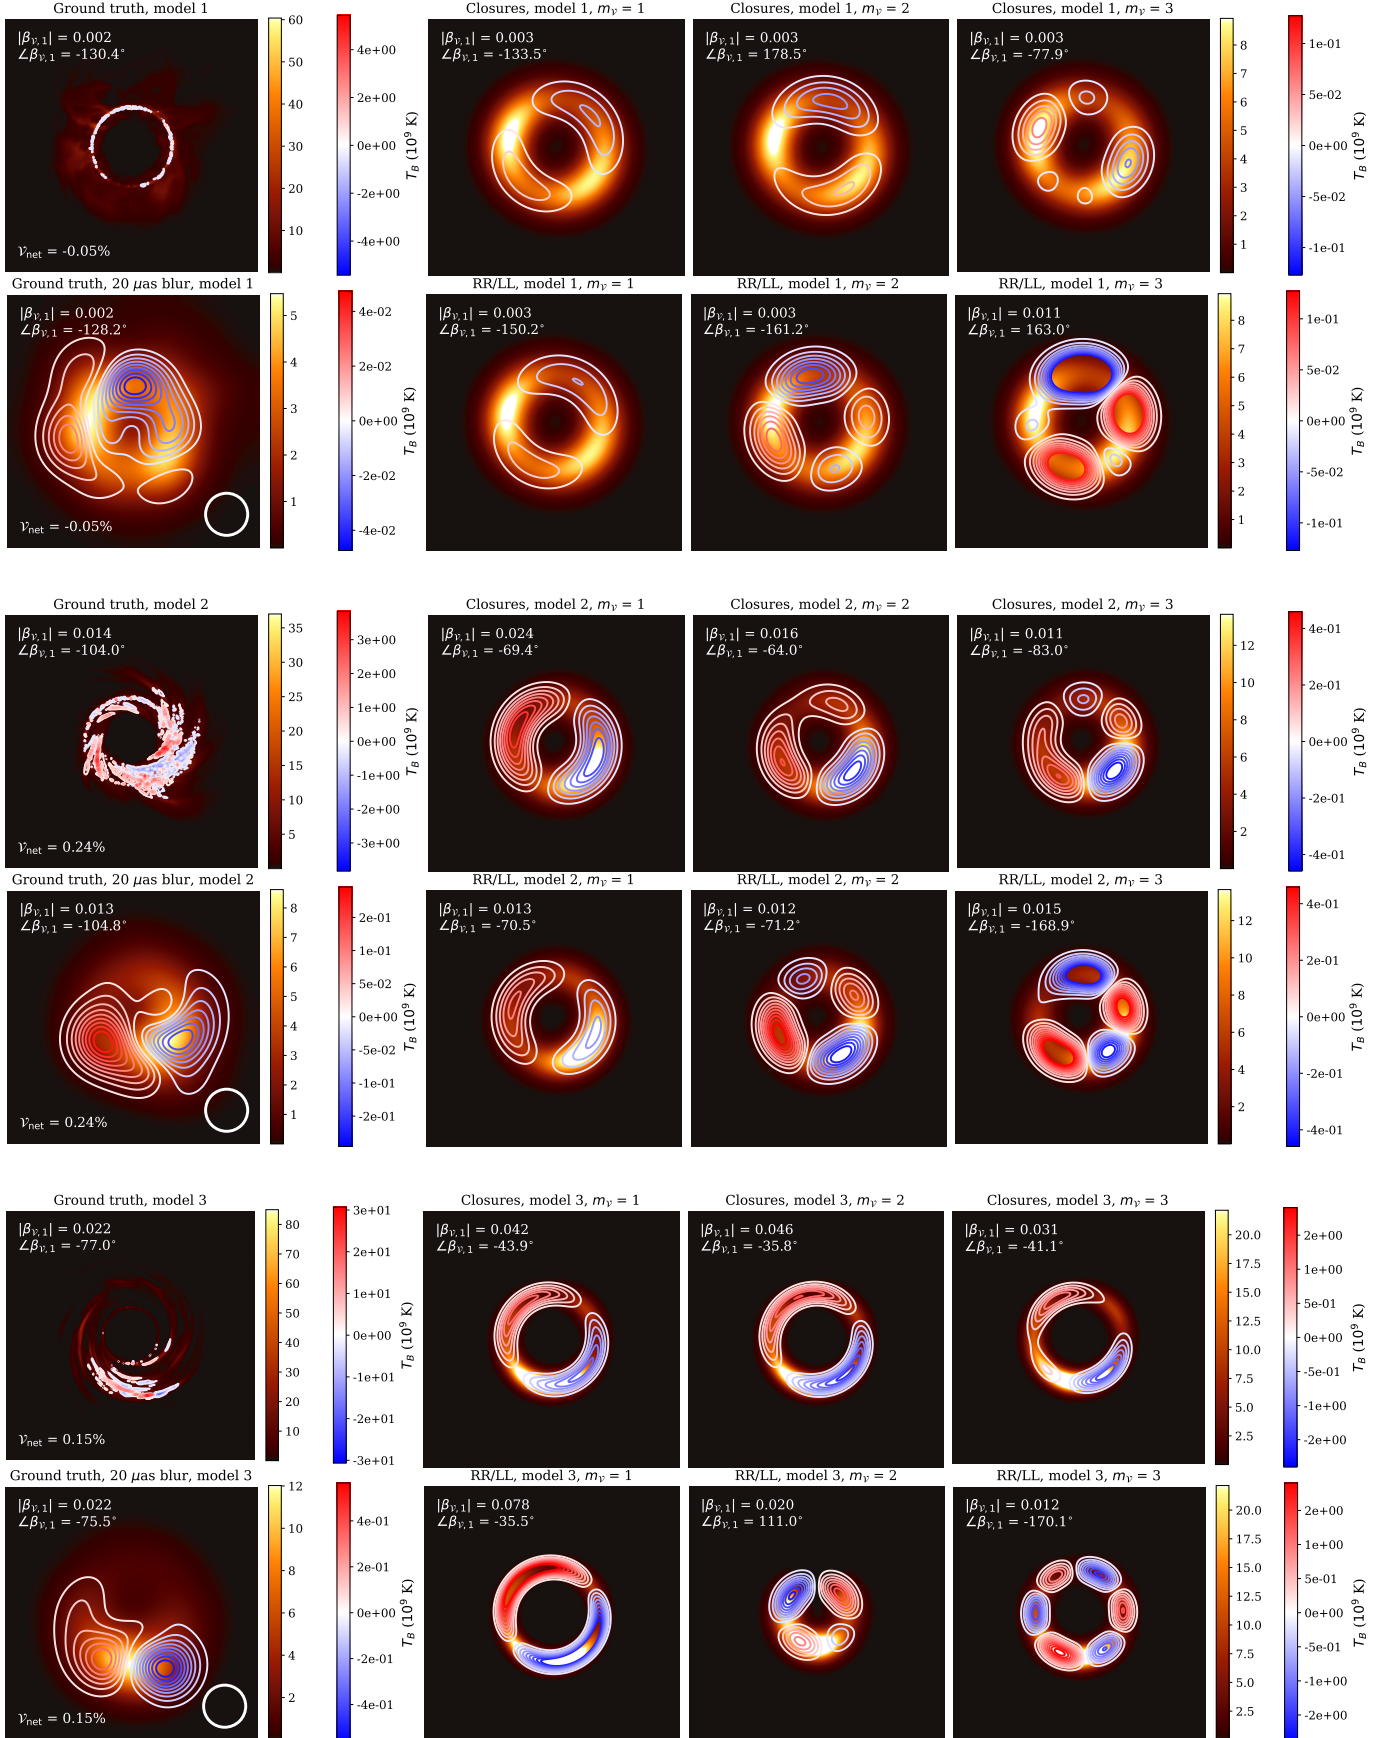 Ground truth, model 1
|β𝒱,1| = 0.002
∠β𝒱,1 = -130.4°
𝒱net = -0.05%
60
50
40
30
20
10
4e+00
2e+00
0e+00
-2e+00
-4e+00
T_B (10⁹ K)
Closures, model 1, m𝒱 = 1
|β𝒱,1| = 0.003
∠β𝒱,1 = -133.5°
Closures, model 1, m𝒱 = 2
|β𝒱,1| = 0.003
∠β𝒱,1 = 178.5°
Closures, model 1, m𝒱 = 3
|β𝒱,1| = 0.003
∠β𝒱,1 = -77.9°
8
7
6
5
4
3
2
1
1e-01
5e-02
0e+00
-5e-02
-1e-01
T_B (10⁹ K)
Ground truth, 20 μas blur, model 1
|β𝒱,1| = 0.002
∠β𝒱,1 = -128.2°
𝒱net = -0.05%
5
4
3
2
1
4e-02
2e-02
0e+00
-2e-02
-4e-02
T_B (10⁹ K)
RR/LL, model 1, m𝒱 = 1
|β𝒱,1| = 0.003
∠β𝒱,1 = -150.2°
RR/LL, model 1, m𝒱 = 2
|β𝒱,1| = 0.003
∠β𝒱,1 = -161.2°
RR/LL, model 1, m𝒱 = 3
|β𝒱,1| = 0.011
∠β𝒱,1 = 163.0°
8
7
6
5
4
3
2
1
1e-01
5e-02
0e+00
-5e-02
-1e-01
T_B (10⁹ K)
Ground truth, model 2
|β𝒱,1| = 0.014
∠β𝒱,1 = -104.0°
𝒱net = 0.24%
35
30
25
20
15
10
5
3e+00
2e+00
1e+00
0e+00
-1e+00
-2e+00
-3e+00
T_B (10⁹ K)
Closures, model 2, m𝒱 = 1
|β𝒱,1| = 0.024
∠β𝒱,1 = -69.4°
Closures, model 2, m𝒱 = 2
|β𝒱,1| = 0.016
∠β𝒱,1 = -64.0°
Closures, model 2, m𝒱 = 3
|β𝒱,1| = 0.011
∠β𝒱,1 = -83.0°
12
10
8
6
4
2
4e-01
2e-01
0e+00
-2e-01
-4e-01
T_B (10⁹ K)
Ground truth, 20 μas blur, model 2
|β𝒱,1| = 0.013
∠β𝒱,1 = -104.8°
𝒱net = 0.24%
8
7
6
5
4
3
2
1
2e-01
1e-01
5e-02
0e+00
-5e-02
-1e-01
-2e-01
T_B (10⁹ K)
RR/LL, model 2, m𝒱 = 1
|β𝒱,1| = 0.013
∠β𝒱,1 = -70.5°
RR/LL, model 2, m𝒱 = 2
|β𝒱,1| = 0.012
∠β𝒱,1 = -71.2°
RR/LL, model 2, m𝒱 = 3
|β𝒱,1| = 0.015
∠β𝒱,1 = -168.9°
12
10
8
6
4
2
4e-01
2e-01
0e+00
-2e-01
-4e-01
T_B (10⁹ K)
Ground truth, model 3
|β𝒱,1| = 0.022
∠β𝒱,1 = -77.0°
𝒱net = 0.15%
80
70
60
50
40
30
20
10
3e+01
2e+01
1e+01
0e+00
-1e+01
-2e+01
-3e+01
T_B (10⁹ K)
Closures, model 3, m𝒱 = 1
|β𝒱,1| = 0.042
∠β𝒱,1 = -43.9°
Closures, model 3, m𝒱 = 2
|β𝒱,1| = 0.046
∠β𝒱,1 = -35.8°
Closures, model 3, m𝒱 = 3
|β𝒱,1| = 0.031
∠β𝒱,1 = -41.1°
20.0
17.5
15.0
12.5
10.0
7.5
5.0
2.5
2e+00
1e+00
5e-01
0e+00
-5e-01
-1e+00
-2e+00
T_B (10⁹ K)
Ground truth, 20 μas blur, model 3
|β𝒱,1| = 0.022
∠β𝒱,1 = -75.5°
𝒱net = 0.15%
12
10
8
6
4
2
4e-01
2e-01
0e+00
-2e-01
-4e-01
T_B (10⁹ K)
RR/LL, model 3, m𝒱 = 1
|β𝒱,1| = 0.078
∠β𝒱,1 = -35.5°
RR/LL, model 3, m𝒱 = 2
|β𝒱,1| = 0.020
∠β𝒱,1 = 111.0°
RR/LL, model 3, m𝒱 = 3
|β𝒱,1| = 0.012
∠β𝒱,1 = -170.1°
20.0
17.5
15.0
12.5
10.0
7.5
5.0
2.5
2e+00
1e+00
5e-01
0e+00
-5e-01
-1e+00
-2e+00
T_B (10⁹ K)